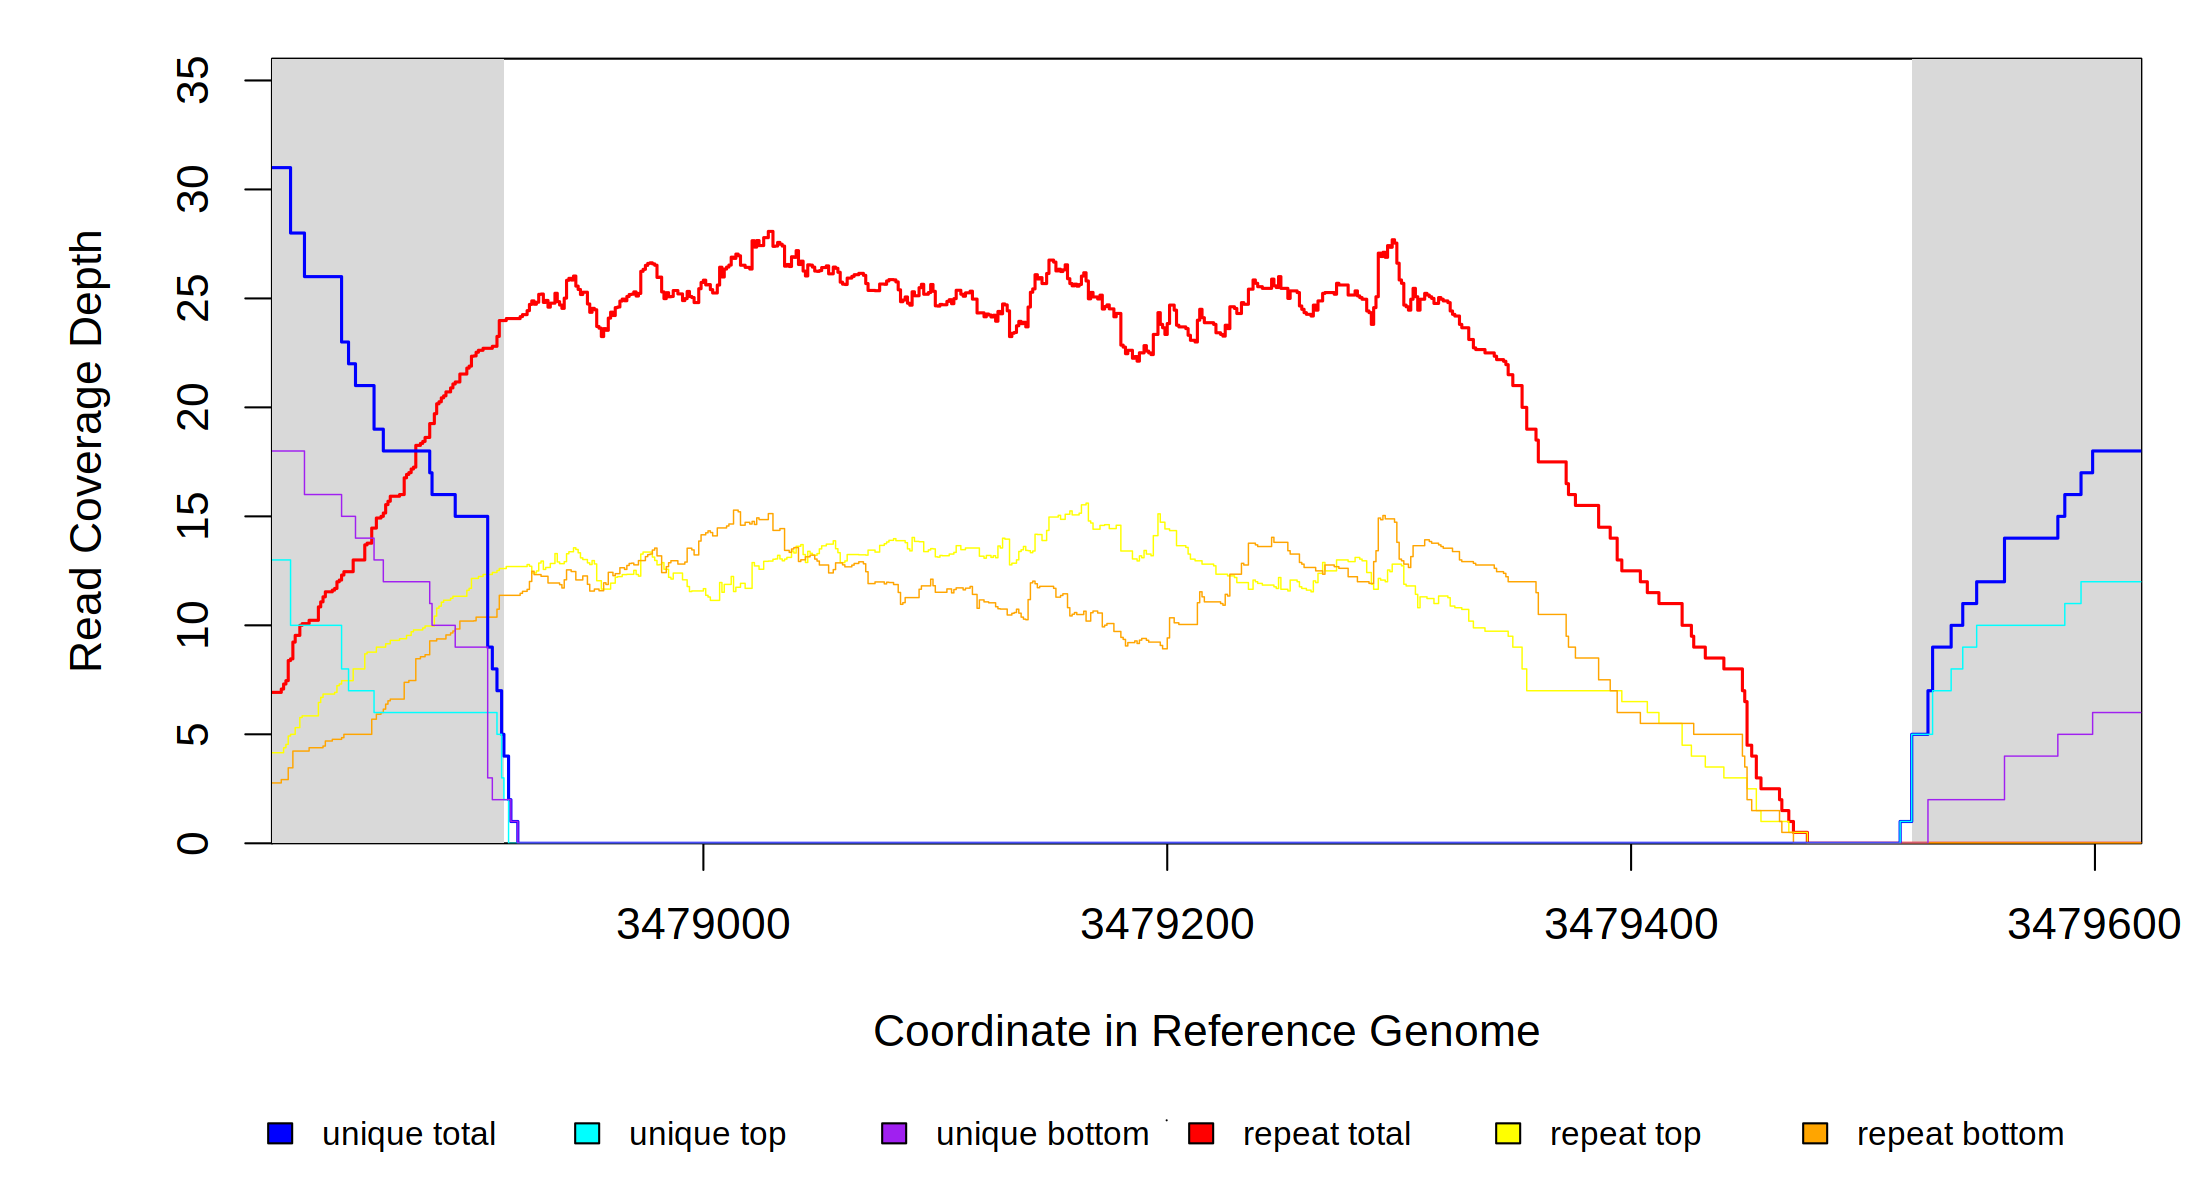 Read Coverage Depth
35
30
25
20
15
10
5
0
3479000 3479200 3479400 3479600
Coordinate in Reference Genome
unique total unique top unique bottom repeat total repeat top repeat bottom